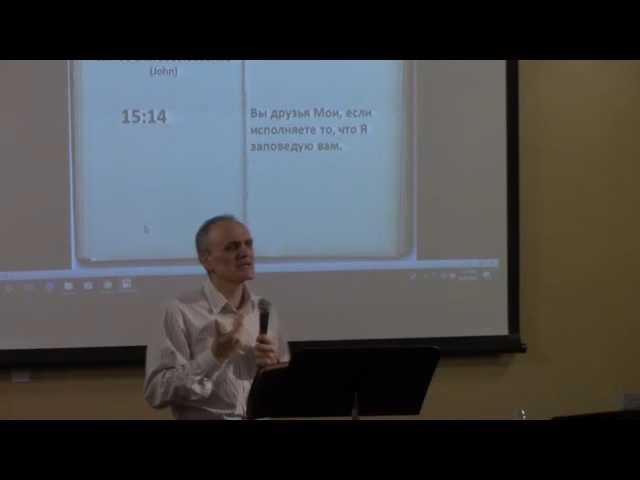 (John)
15:14
Вы друзья Мои, если
исполняете то, что Я
заповедую вам.